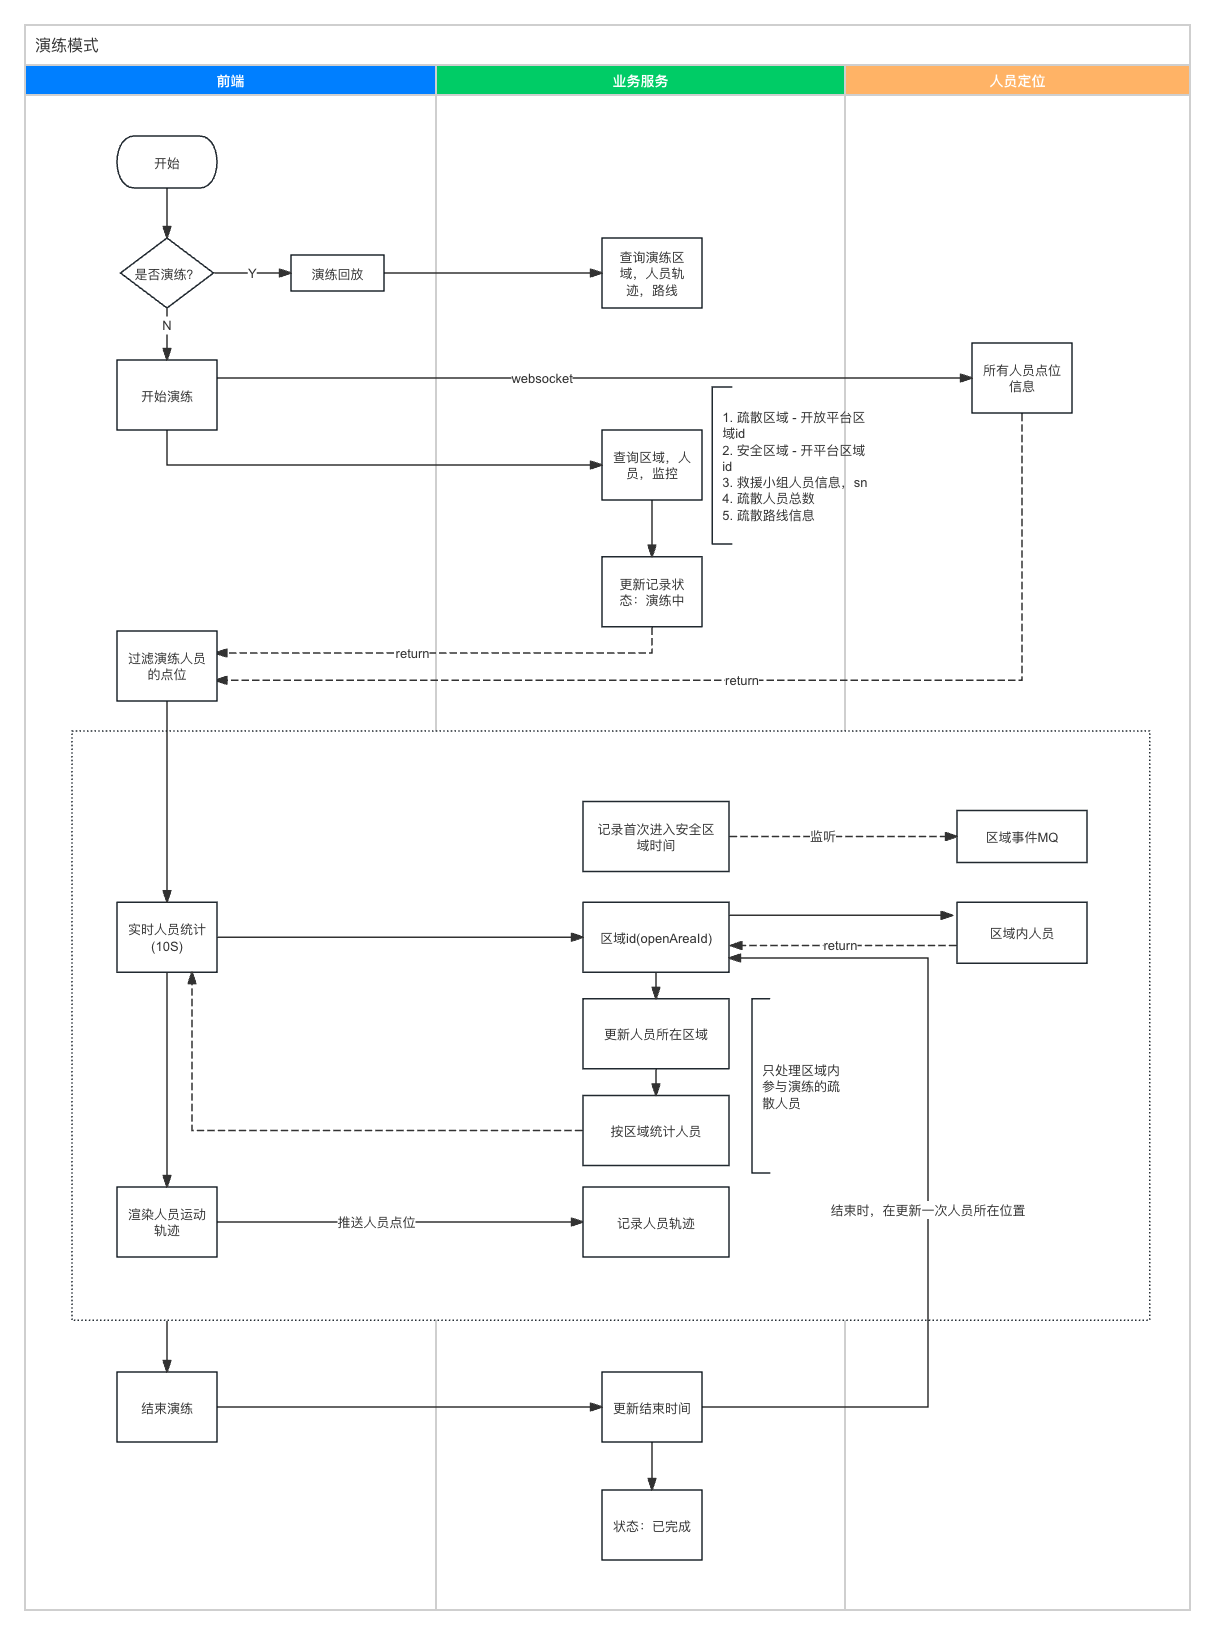 演练模式
前端
业务服务
人员定位
开始
是否演练?
Y
演练回放
查询演练区
域，人员轨
迹，路线
N
开始演练
websocket
所有人员点位
信息
查询区域，人
员，监控
1. 疏散区域 - 开放平台区
域id
2. 安全区域 - 开平台区域
id
3. 救援小组人员信息，sn
4. 疏散人员总数
5. 疏散路线信息
更新记录状
态：演练中
过滤演练人员
的点位
return
return
记录首次进入安全区
域时间
监听
区域事件MQ
实时人员统计
(10S)
区域id(openAreaId)
区域内人员
return
更新人员所在区域
只处理区域内
参与演练的疏
散人员
按区域统计人员
渲染人员运动
轨迹
推送人员点位
记录人员轨迹
结束时，在更新一次人员所在位置
结束演练
更新结束时间
状态：已完成